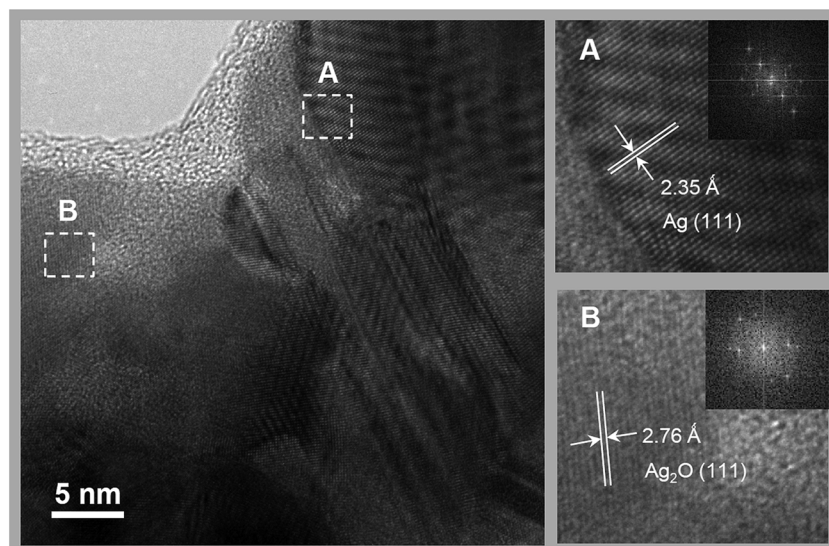 A
B
5 nm
A
2.35 Å
Ag (111)
B
2.76 Å
Ag₂O (111)